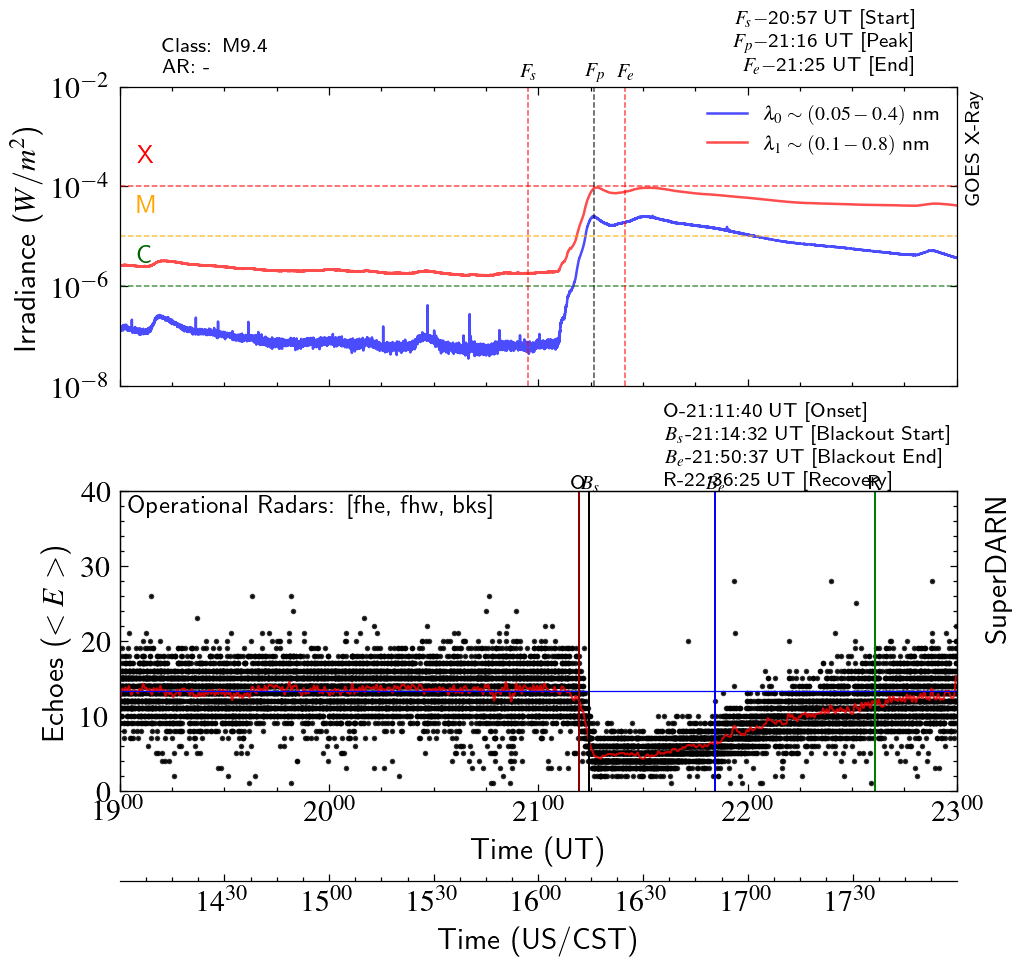 Class: M9.4
AR: -
F_s−20:57 UT [Start]
F_p−21:16 UT [Peak]
F_e−21:25 UT [End]
F_s F_p F_e
λ_0 ∼ (0.05 − 0.4) nm
λ_1 ∼ (0.1 − 0.8) nm
GOES X-Ray
Irradiance (W/m^2)
10^−2
X
10^−4
M
C
10^−6
10^−8
O-21:11:40 UT [Onset]
B_s-21:14:32 UT [Blackout Start]
B_e-21:50:37 UT [Blackout End]
R-22:36:25 UT [Recovery]
O B_s B_e R
Operational Radars: [fhe, fhw, bks]
SuperDARN
Echoes (< E >)
40
30
20
10
0
19^00 20^00 21^00 22^00 23^00
Time (UT)
14^30 15^00 15^30 16^00 16^30 17^00 17^30
Time (US/CST)